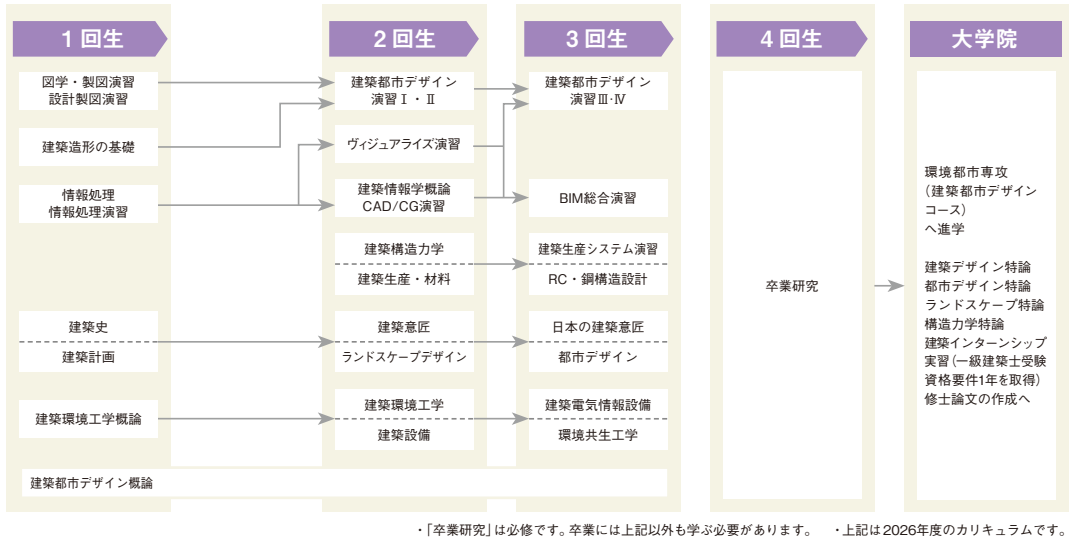 1回生
図学・製図演習
設計製図演習
建築造形の基礎
情報処理
情報処理演習
建築史
建築計画
建築環境工学概論
2回生
建築都市デザイン
演習Ⅰ・Ⅱ
ヴィジュアライズ演習
建築情報学概論
CAD/CG演習
建築構造力学
建築生産・材料
建築意匠
ランドスケープデザイン
建築環境工学
建築設備
3回生
建築都市デザイン
演習Ⅲ・Ⅳ
BIM総合演習
建築生産システム演習
RC・鋼構造設計
日本の建築意匠
都市デザイン
建築電気情報設備
環境共生工学
建築都市デザイン概論
4回生
卒業研究
大学院
環境都市専攻
（建築都市デザイン
コース）
へ進学
建築デザイン特論
都市デザイン特論
ランドスケープ特論
構造力学特論
建築インターンシップ
実習（一級建築士受験
資格要件1年を取得）
修士論文の作成へ
・「卒業研究」は必修です。卒業には上記以外も学ぶ必要があります。　・上記は2026年度のカリキュラムです。